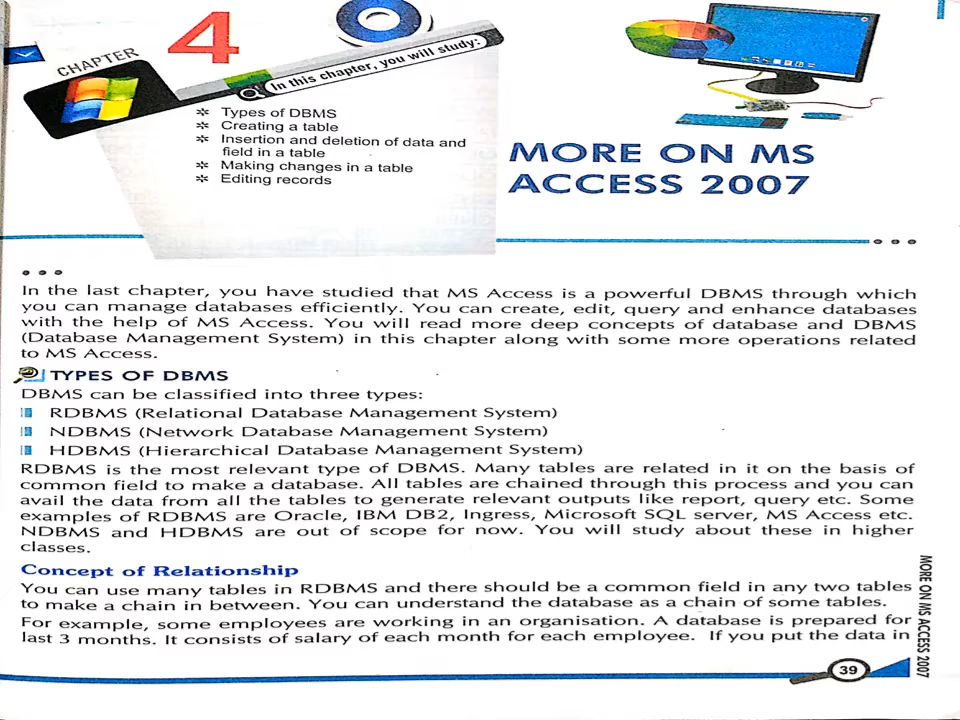 CHAPTER 4
In this chapter, you will study:
Types of DBMS
Creating a table
Insertion and deletion of data and
field in a table
Making changes in a table
Editing records
MORE ON MS
ACCESS 2007
In the last chapter, you have studied that MS Access is a powerful DBMS through which
you can manage databases efficiently. You can create, edit, query and enhance databases
with the help of MS Access. You will read more deep concepts of database and DBMS
(Database Management System) in this chapter along with some more operations related
to MS Access.
TYPES OF DBMS
DBMS can be classified into three types:
RDBMS (Relational Database Management System)
NDBMS (Network Database Management System)
HDBMS (Hierarchical Database Management System)
RDBMS is the most relevant type of DBMS. Many tables are related in it on the basis of
common field to make a database. All tables are chained through this process and you can
avail the data from all the tables to generate relevant outputs like report, query etc. Some
examples of RDBMS are Oracle, IBM DB2, Ingress, Microsoft SQL server, MS Access etc.
NDBMS and HDBMS are out of scope for now. You will study about these in higher
classes.
Concept of Relationship
You can use many tables in RDBMS and there should be a common field in any two tables
to make a chain in between. You can understand the database as a chain of some tables.
For example, some employees are working in an organisation. A database is prepared for
last 3 months. It consists of salary of each month for each employee. If you put the data in
MORE ON MS ACCESS 2007
39